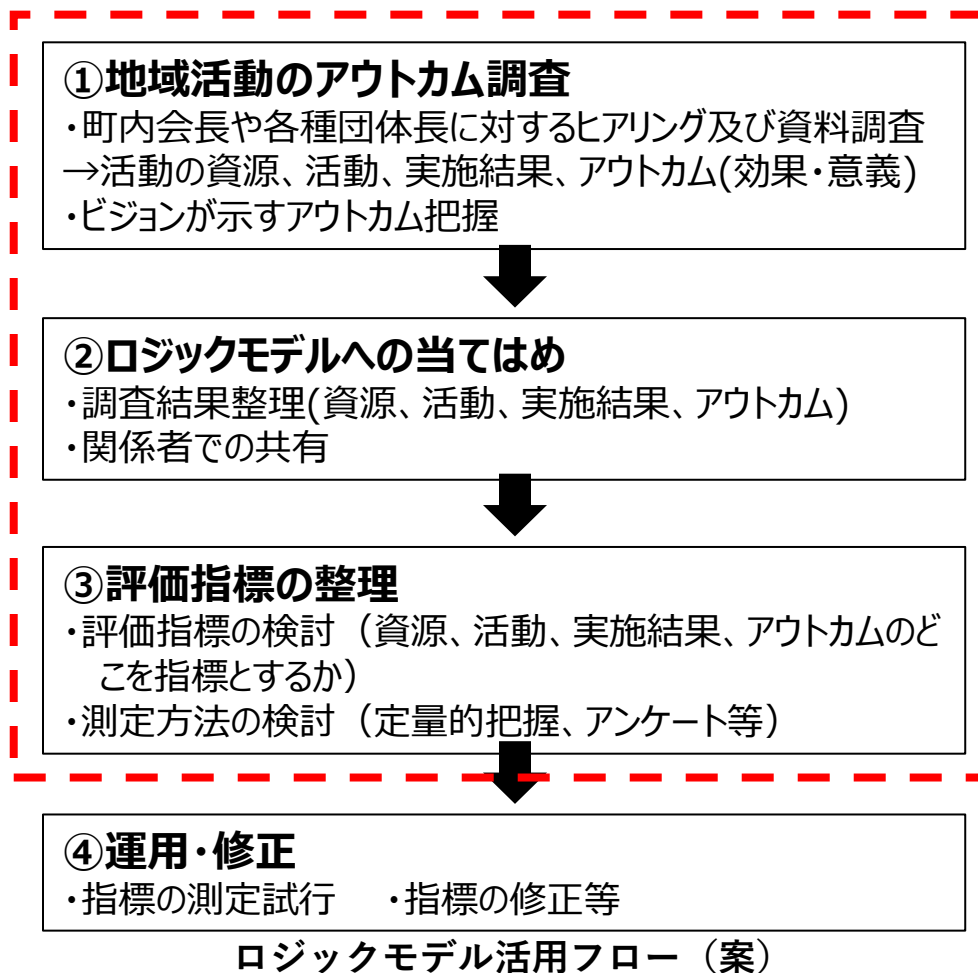 ①地域活動のアウトカム調査
・町内会長や各種団体長に対するヒアリング及び資料調査
→活動の資源、活動、実施結果、アウトカム(効果・意義)
・ビジョンが示すアウトカム把握
②ロジックモデルへの当てはめ
・調査結果整理(資源、活動、実施結果、アウトカム)
・関係者での共有
③評価指標の整理
・評価指標の検討（資源、活動、実施結果、アウトカムのど
こを指標とするか）
・測定方法の検討（定量的把握、アンケート等）
④運用・修正
・指標の測定試行　・指標の修正等
ロジックモデル活用フロー（案）